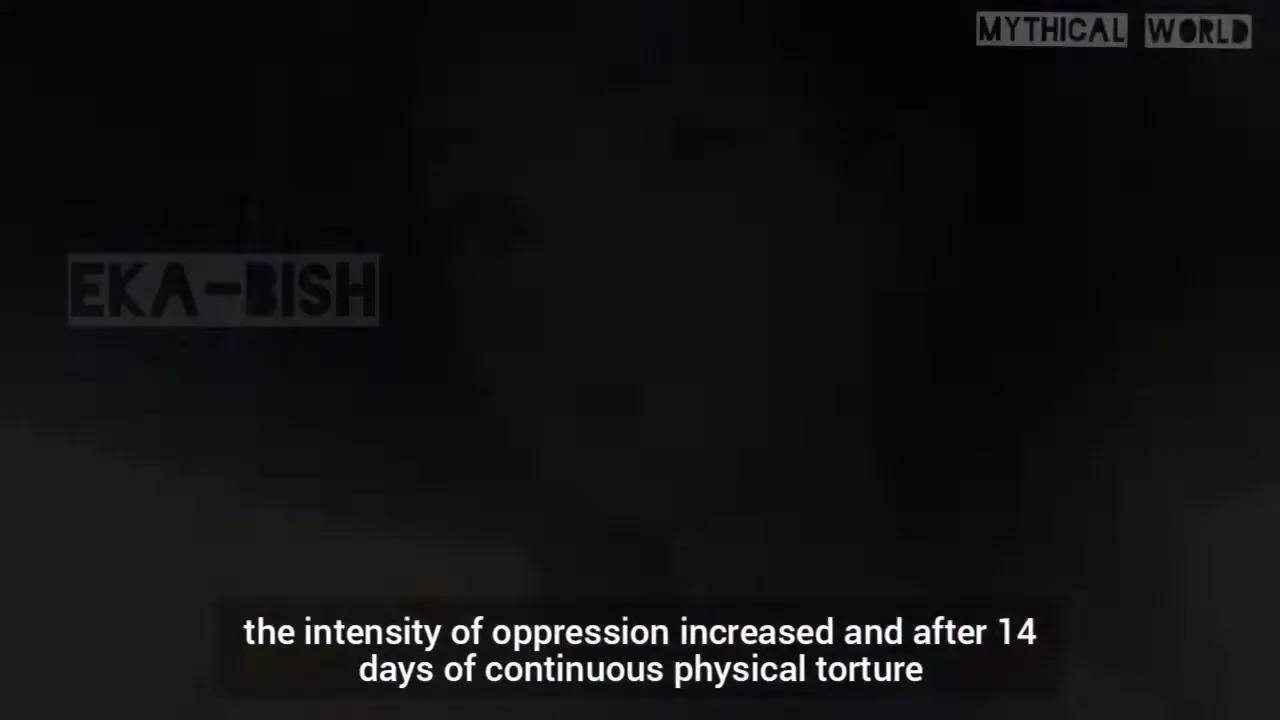 MYTHICAL WORLD
EKA-BISH
the intensity of oppression increased and after 14
days of continuous physical torture